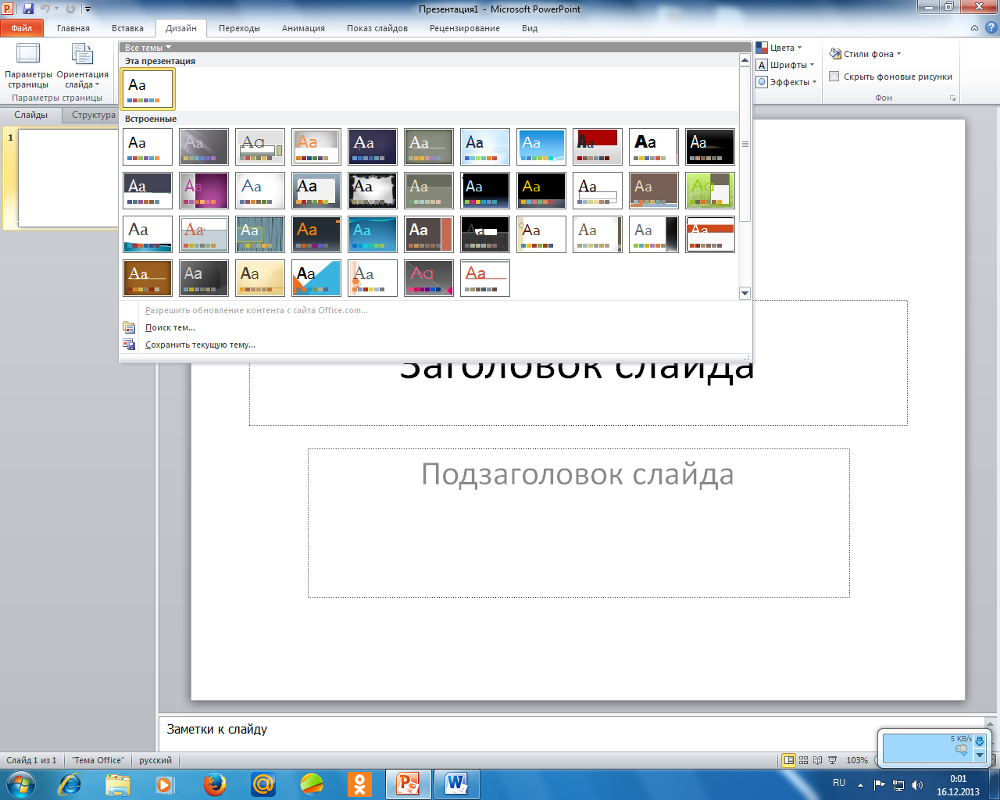 Презентация1 - Microsoft PowerPoint
Файл Главная Вставка Дизайн Переходы Анимация Показ слайдов Рецензирование Вид
Параметры страницы
Ориентация слайда
Параметры страницы
Все темы
Эта презентация
Aa
Встроенные
Aa Aa Aa Aa Aa Aa Aa Aa Aa Aa Aa
Aa Aa Aa Aa Aa Aa Aa Aa Aa Aa Aa
Aa Aa Aa Aa Aa Aa Aa Aa Aa Aa Aa
Aa Aa Aa Aa Aa Aa Aa
Разрешить обновление контента с сайта Office.com...
Поиск тем...
Сохранить текущую тему...
Цвета
Шрифты
Эффекты
Стили фона
Скрыть фоновые рисунки
Фон
Слайды Структура
1
Заголовок слайда
Подзаголовок слайда
Заметки к слайду
5 KB/s
Слайд 1 из 1 "Тема Office" русский 103%
RU 0:01
16.12.2013